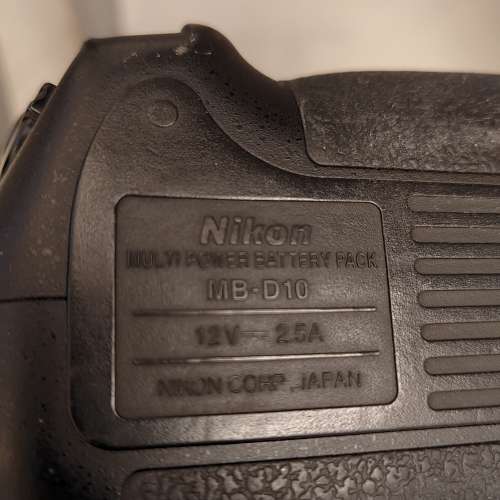 Nikon
MULTI POWER BATTERY PACK
MB-D10
12V⎓2.5A
NIKON CORP. JAPAN